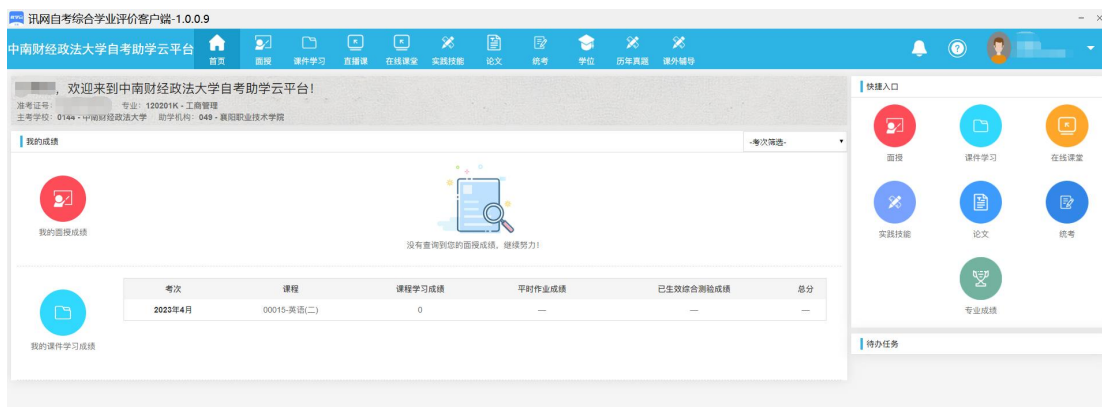 讯网自考综合学业评价客户端-1.0.0.9
中南财经政法大学自考助学云平台
首页 面授 课件学习 直播课 在线课堂 实践技能 论文 统考 学位 历年真题 课外辅导
，欢迎来到中南财经政法大学自考助学云平台！
准考证号： 专业：120201K - 工商管理
主考学校：0144 - 中南财经政法大学 助学机构：049 - 襄阳职业技术学院
我的成绩
-考次筛选-
我的面授成绩
没有查询到您的面授成绩，继续努力！
考次 课程 课程学习成绩 平时作业成绩 已生效综合测验成绩 总分
2023年4月 00015-英语(二) 0 — — —
我的课件学习成绩
快捷入口
面授 课件学习 在线课堂
实践技能 论文 统考
专业成绩
待办任务